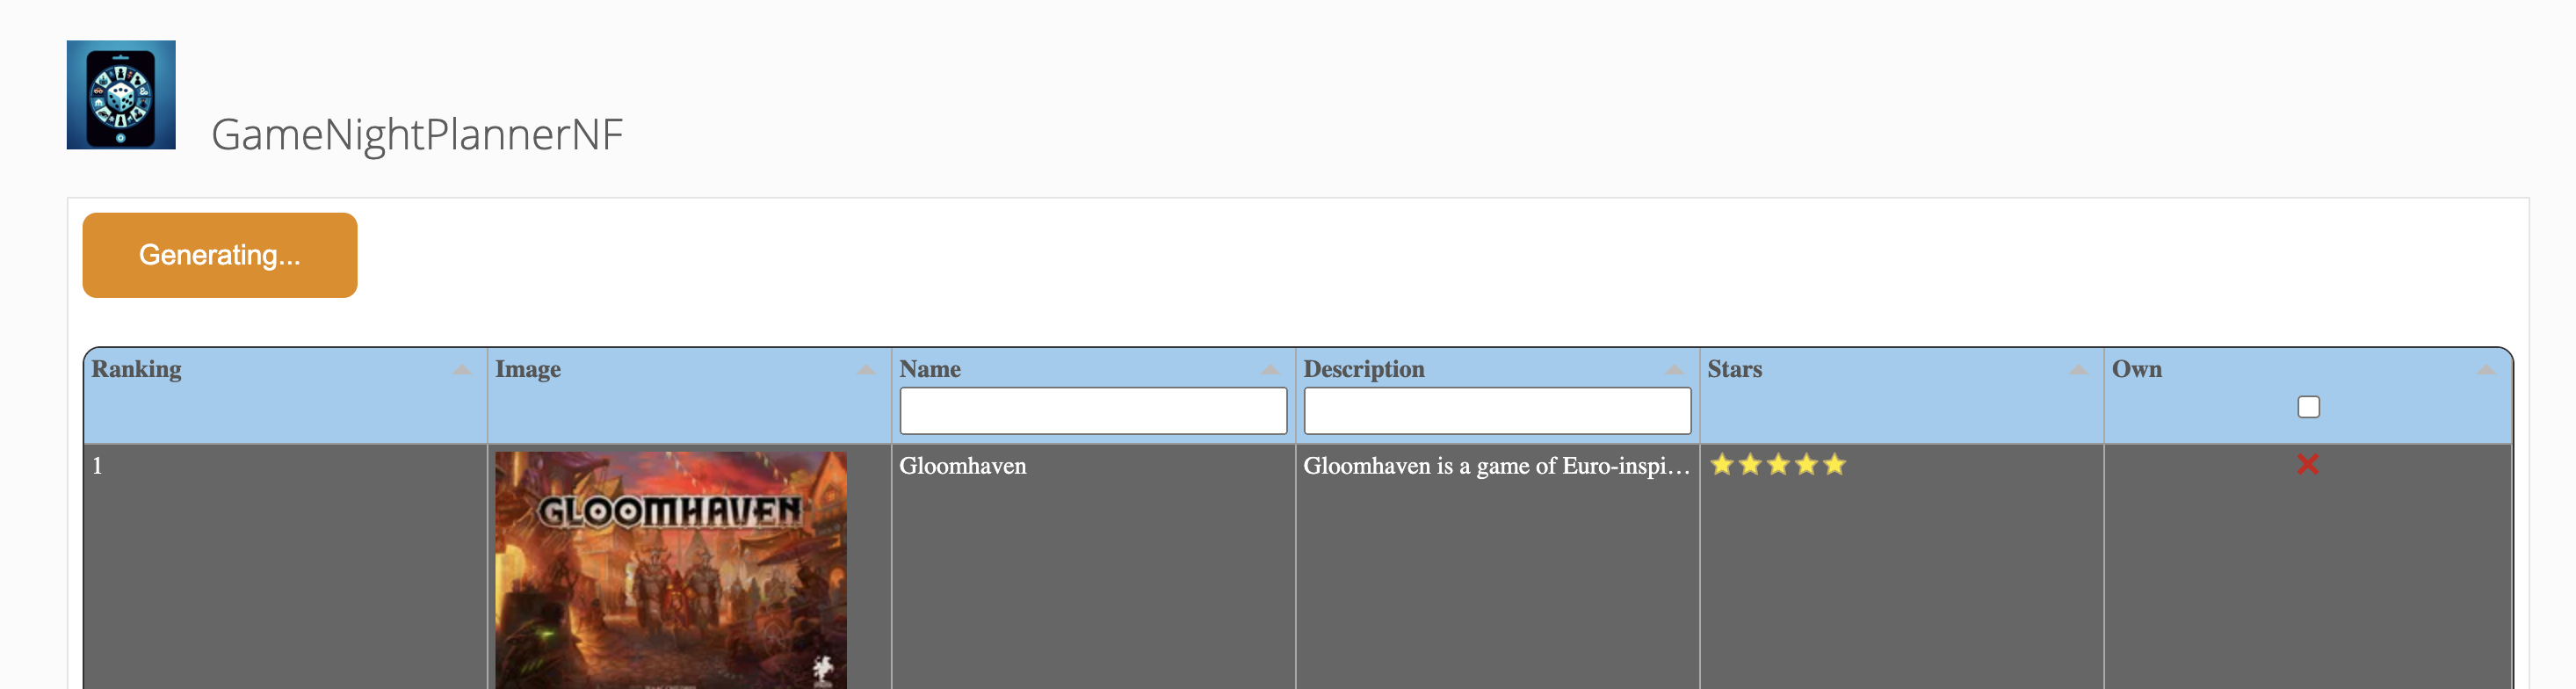 GameNightPlannerNF
Generating...
Ranking Image Name Description Stars Own
1 Gloomhaven Gloomhaven is a game of Euro-inspi...
GLOOMHAVEN